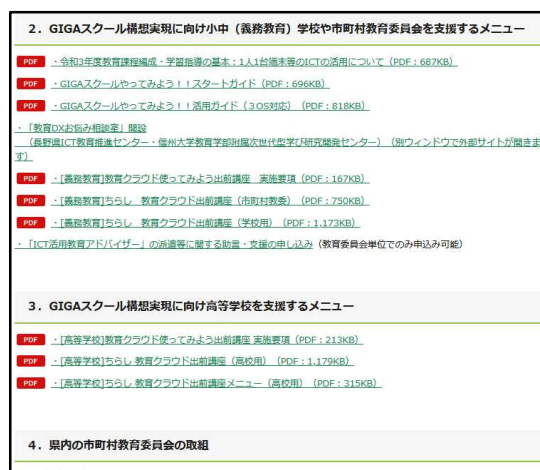 ２．GIGAスクール構想実現に向け小中（義務教育）学校や市町村教育委員会を支援するメニュー
PDF ・令和3年度教育課程編成・学習指導の基本：1人1台端末等のICTの活用について（PDF：687KB）
PDF ・GIGAスクールやってみよう！！スタートガイド（PDF：696KB）
PDF ・GIGAスクールやってみよう！！活用ガイド（３OS対応）（PDF：818KB）
・「教育DXお悩み相談室」開設
（長野県ICT教育推進センター・信州大学教育学部附属次世代型学び研究開発センター）（別ウィンドウで外部サイトが開きま
す）
PDF ・[義務教育]教育クラウド使ってみよう出前講座　実施要項（PDF：167KB）
PDF ・[義務教育]ちらし　教育クラウド出前講座（市町村教委）（PDF：750KB）
PDF ・[義務教育]ちらし　教育クラウド出前講座（学校用）（PDF：1,173KB）
・「ICT活用教育アドバイザー」の派遣等に関する助言・支援の申し込み（教育委員会単位でのみ申込み可能）
３．GIGAスクール構想実現に向け高等学校を支援するメニュー
PDF ・[高等学校]教育クラウド使ってみよう出前講座 実施要項（PDF：213KB）
PDF ・[高等学校]ちらし 教育クラウド出前講座（高校用）（PDF：1,179KB）
PDF ・[高等学校]ちらし 教育クラウド出前講座メニュー（高校用）（PDF：315KB）
４．県内の市町村教育委員会の取組